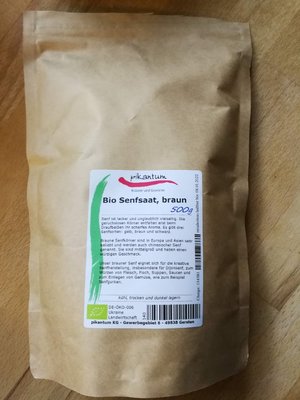 pikantum
Kräuter und Gewürze
Bio Senfsaat, braun
500g
Senf ist lecker und unglaublich vielseitig. Die
geruchlosen Körner entfalten erst beim
Draufbeißen ihr scharfes Aroma. Es gibt drei
Senfsorten: gelb, braun und schwarz.
Braune Senfkörner sind in Europa und Asien sehr
beliebt und werden auch chinesischer Senf
genannt. Sie sind mittelgroß und haben einen
würzigen Geschmack.
Unser brauner Senf eignet sich für die kreative
Senfherstellung, insbesondere für Dijonsenf, zum
Würzen von Fleisch, Fisch, Suppen, Saucen und
zum Einlegen von Gemüse, wie zum Beispiel
Senfgurken.
kühl, trocken und dunkel lagern
DE-ÖKO-006
Ukraine
Landwirtschaft
pikantum KG - Gewerbegebiet 6 - 49838 Gersten